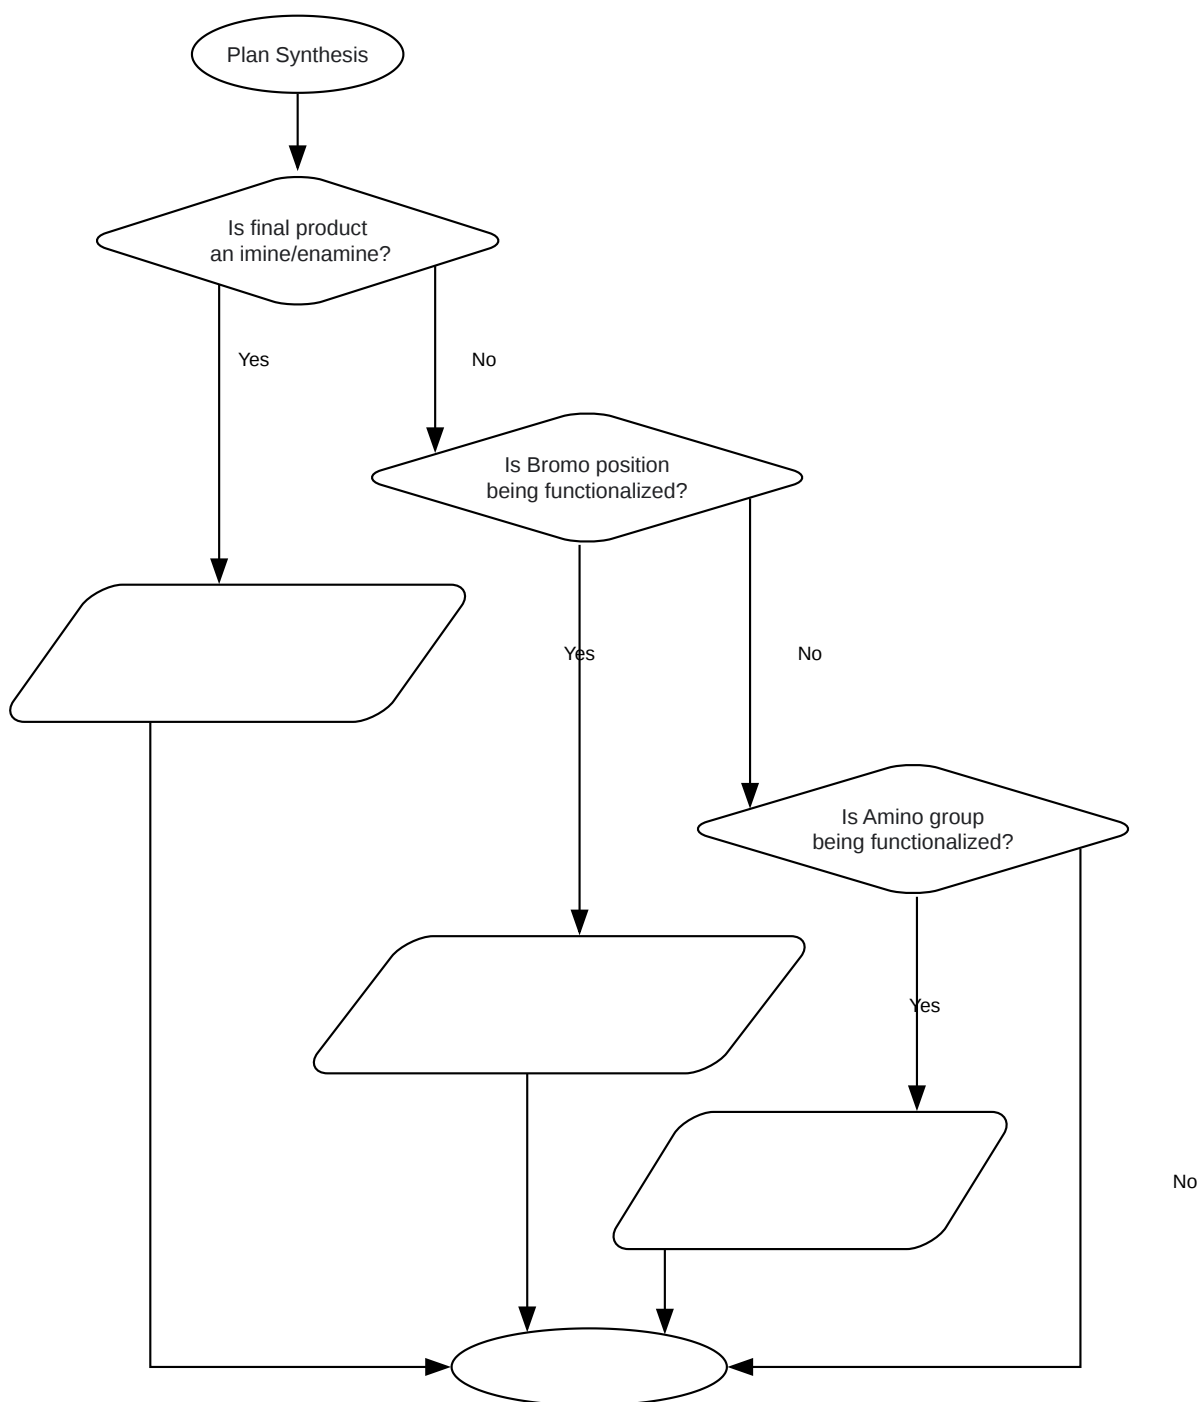 Plan Synthesis
Is final product
an imine/enamine?
Yes
No
Is Bromo position
being functionalized?
Yes
No
Is Amino group
being functionalized?
Yes
No